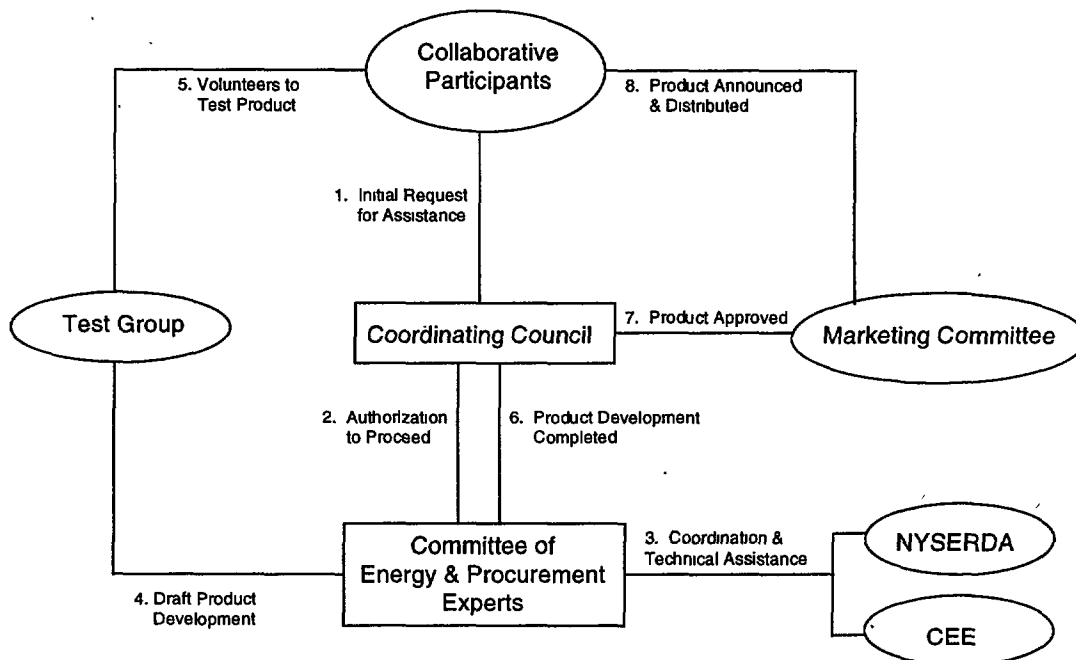 Collaborative
Participants
5. Volunteers to
Test Product
8. Product Announced
& Distributed
1. Initial Request
for Assistance
Test Group
Coordinating Council
7. Product Approved
Marketing Committee
2. Authorization
to Proceed
6. Product Development
Completed
Committee of
Energy & Procurement
Experts
3. Coordination &
Technical Assistance
NYSERDA
4. Draft Product
Development
CEE